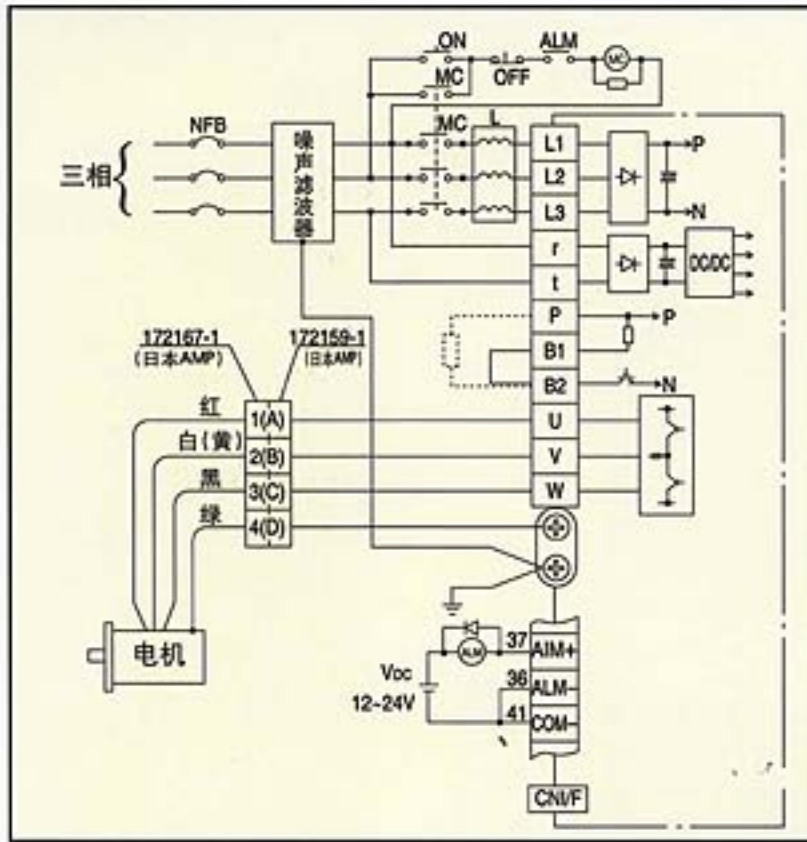 ON
ALM
MC
OFF
MC
NFB
噪声滤波器
MC
L
三相
L1
P
L2
L3
N
r
DC/DC
t
P
P
172167-1
(日本AMP)
172159-1
(日本AMP)
B1
B2
N
红
1(A)
U
白(黄)
2(B)
V
黑
3(C)
W
绿
4(D)
电机
ALM
37
AIM+
VDC
12~24V
36
ALM-
41
COM-
CNI/F